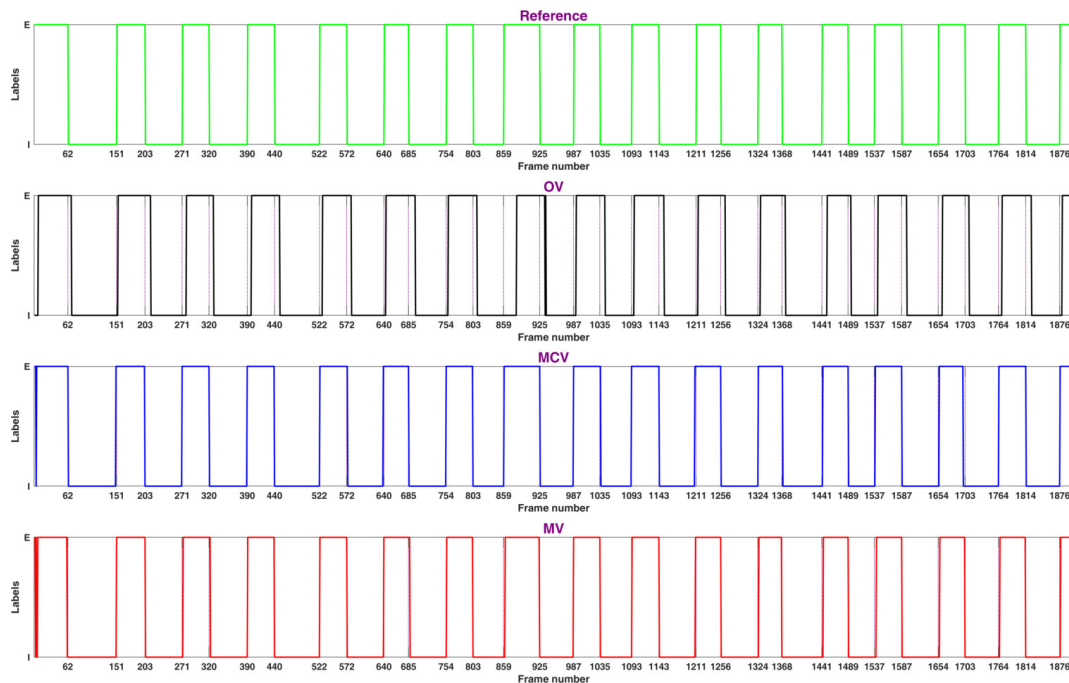 Reference
E
Labels
I
62 151 203 271 320 390 440 522 572 640 685 754 803 859 925 987 1035 1093 1143 1211 1256 1324 1368 1441 1489 1537 1587 1654 1703 1764 1814 1876
Frame number
OV
E
Labels
I
62 151 203 271 320 390 440 522 572 640 685 754 803 859 925 987 1035 1093 1143 1211 1256 1324 1368 1441 1489 1537 1587 1654 1703 1764 1814 1876
Frame number
MCV
E
Labels
I
62 151 203 271 320 390 440 522 572 640 685 754 803 859 925 987 1035 1093 1143 1211 1256 1324 1368 1441 1489 1537 1587 1654 1703 1764 1814 1876
Frame number
MV
E
Labels
I
62 151 203 271 320 390 440 522 572 640 685 754 803 859 925 987 1035 1093 1143 1211 1256 1324 1368 1441 1489 1537 1587 1654 1703 1764 1814 1876
Frame number